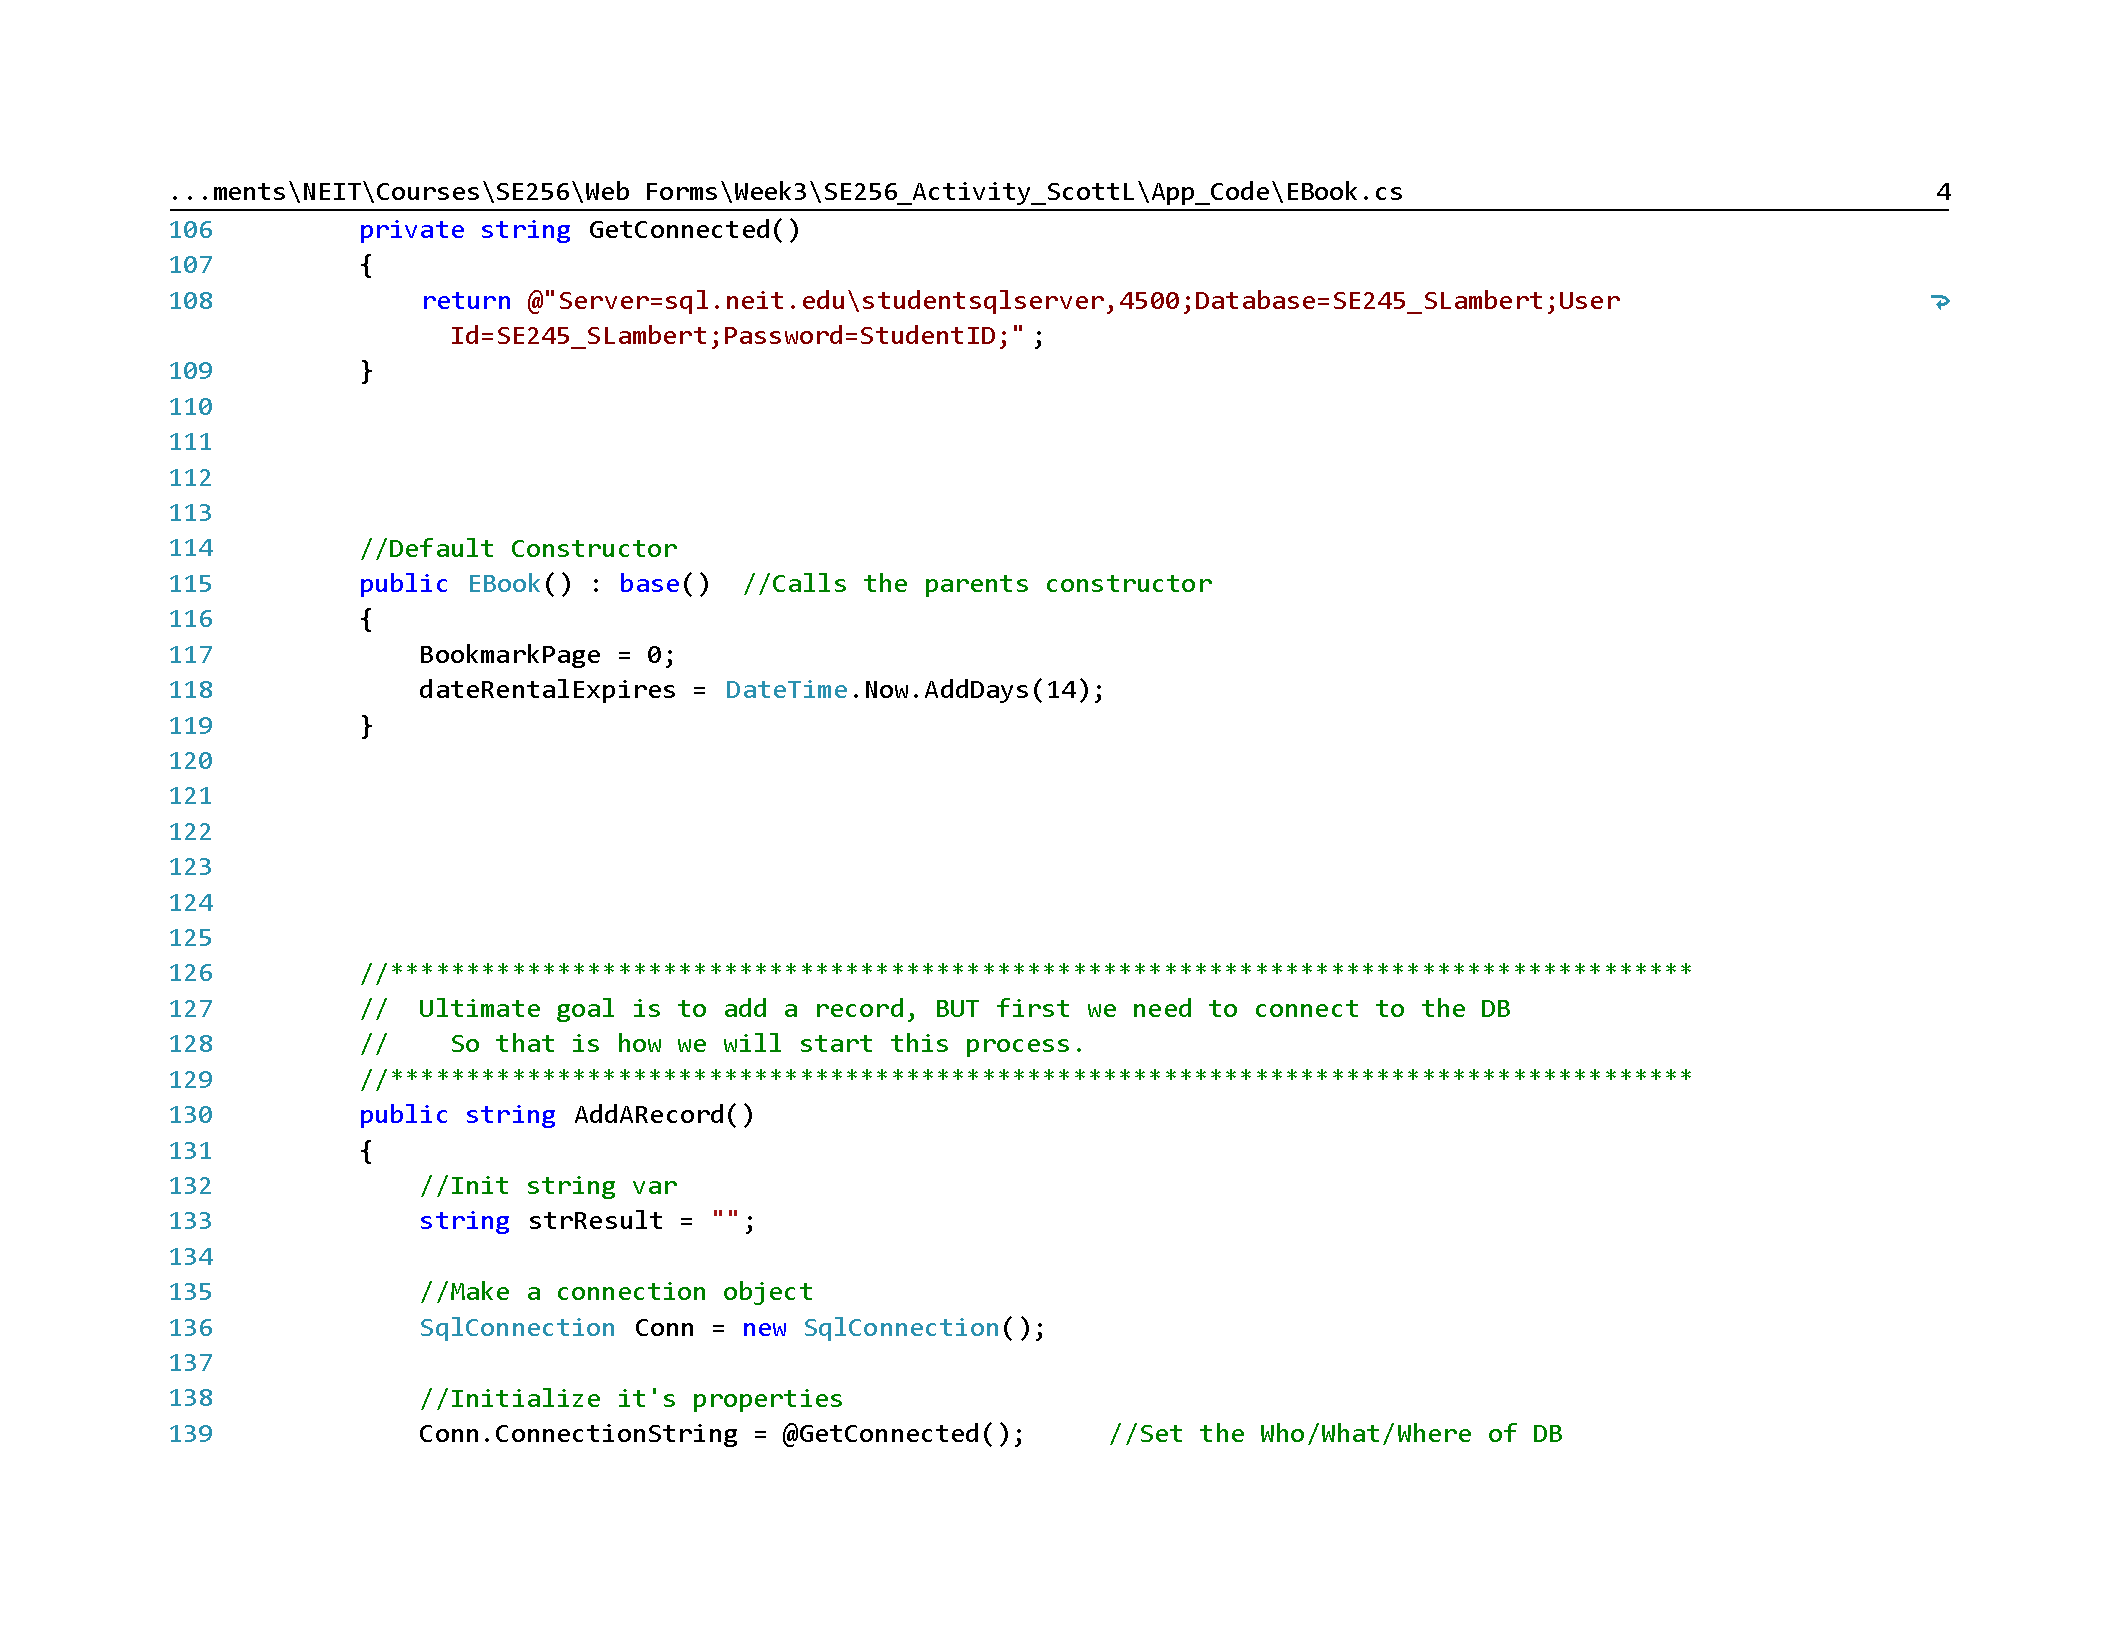 ...ments\NEIT\Courses\SE256\Web Forms\Week3\SE256_Activity_ScottL\App_Code\EBook.cs 4
106 private string GetConnected()
107 {
108 return @"Server=sql.neit.edu\studentsqlserver,4500;Database=SE245_SLambert;User
Id=SE245_SLambert;Password=StudentID;";
109 }
110
111
112
113
114 //Default Constructor
115 public EBook() : base() //Calls the parents constructor
116 {
117 BookmarkPage = 0;
118 dateRentalExpires = DateTime.Now.AddDays(14);
119 }
120
121
122
123
124
125
126 //**************************************************************************************
127 // Ultimate goal is to add a record, BUT first we need to connect to the DB
128 // So that is how we will start this process.
129 //**************************************************************************************
130 public string AddARecord()
131 {
132 //Init string var
133 string strResult = "";
134
135 //Make a connection object
136 SqlConnection Conn = new SqlConnection();
137
138 //Initialize it's properties
139 Conn.ConnectionString = @GetConnected(); //Set the Who/What/Where of DB